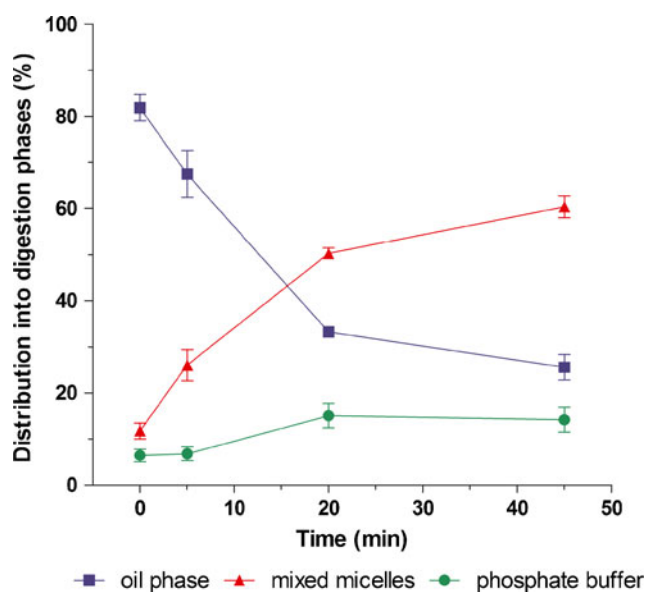 Distribution into digestion phases (%)
100
80
60
40
20
0
0 10 20 30 40 50
Time (min)
oil phase mixed micelles phosphate buffer